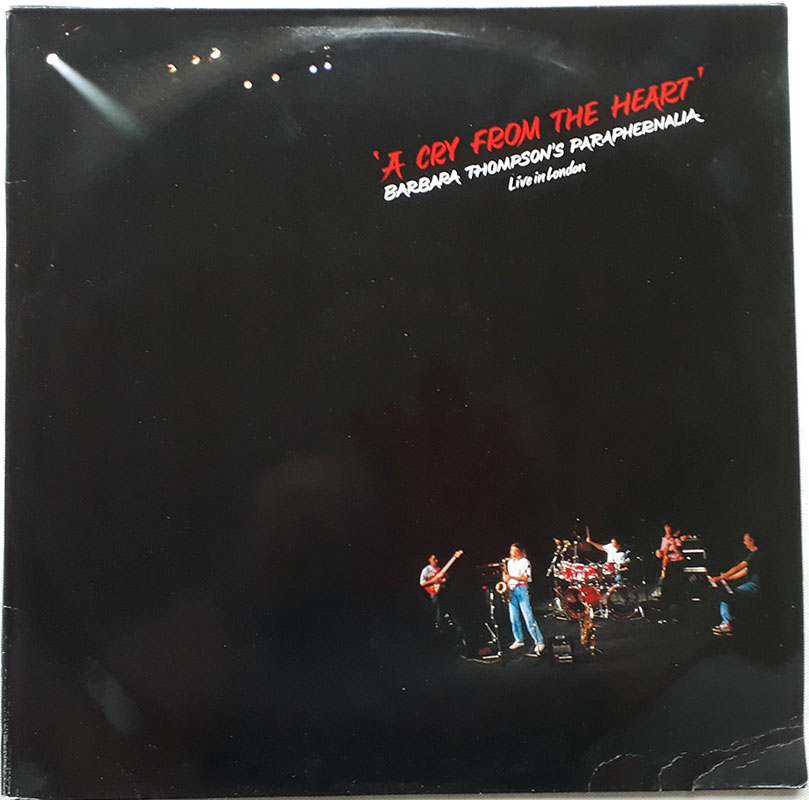 'A CRY FROM THE HEART'
BARBARA THOMPSON'S PARAPHERNALIA
Live in London